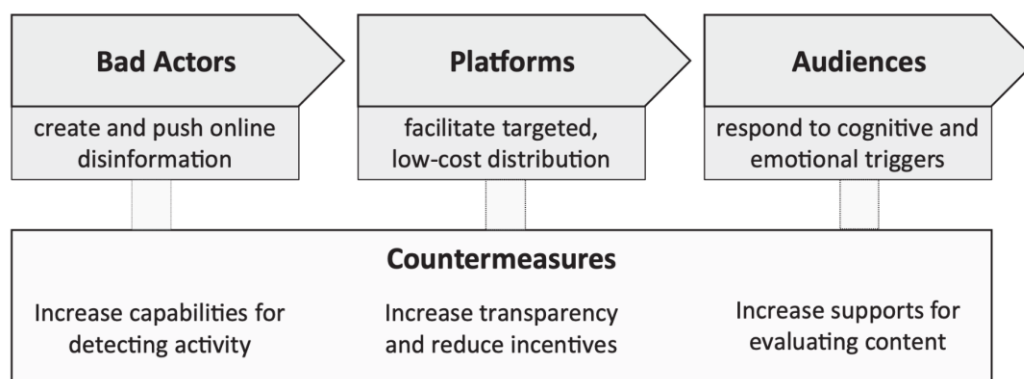 Bad Actors
create and push online
disinformation
Platforms
facilitate targeted,
low-cost distribution
Audiences
respond to cognitive and
emotional triggers
Countermeasures
Increase capabilities for
detecting activity
Increase transparency
and reduce incentives
Increase supports for
evaluating content